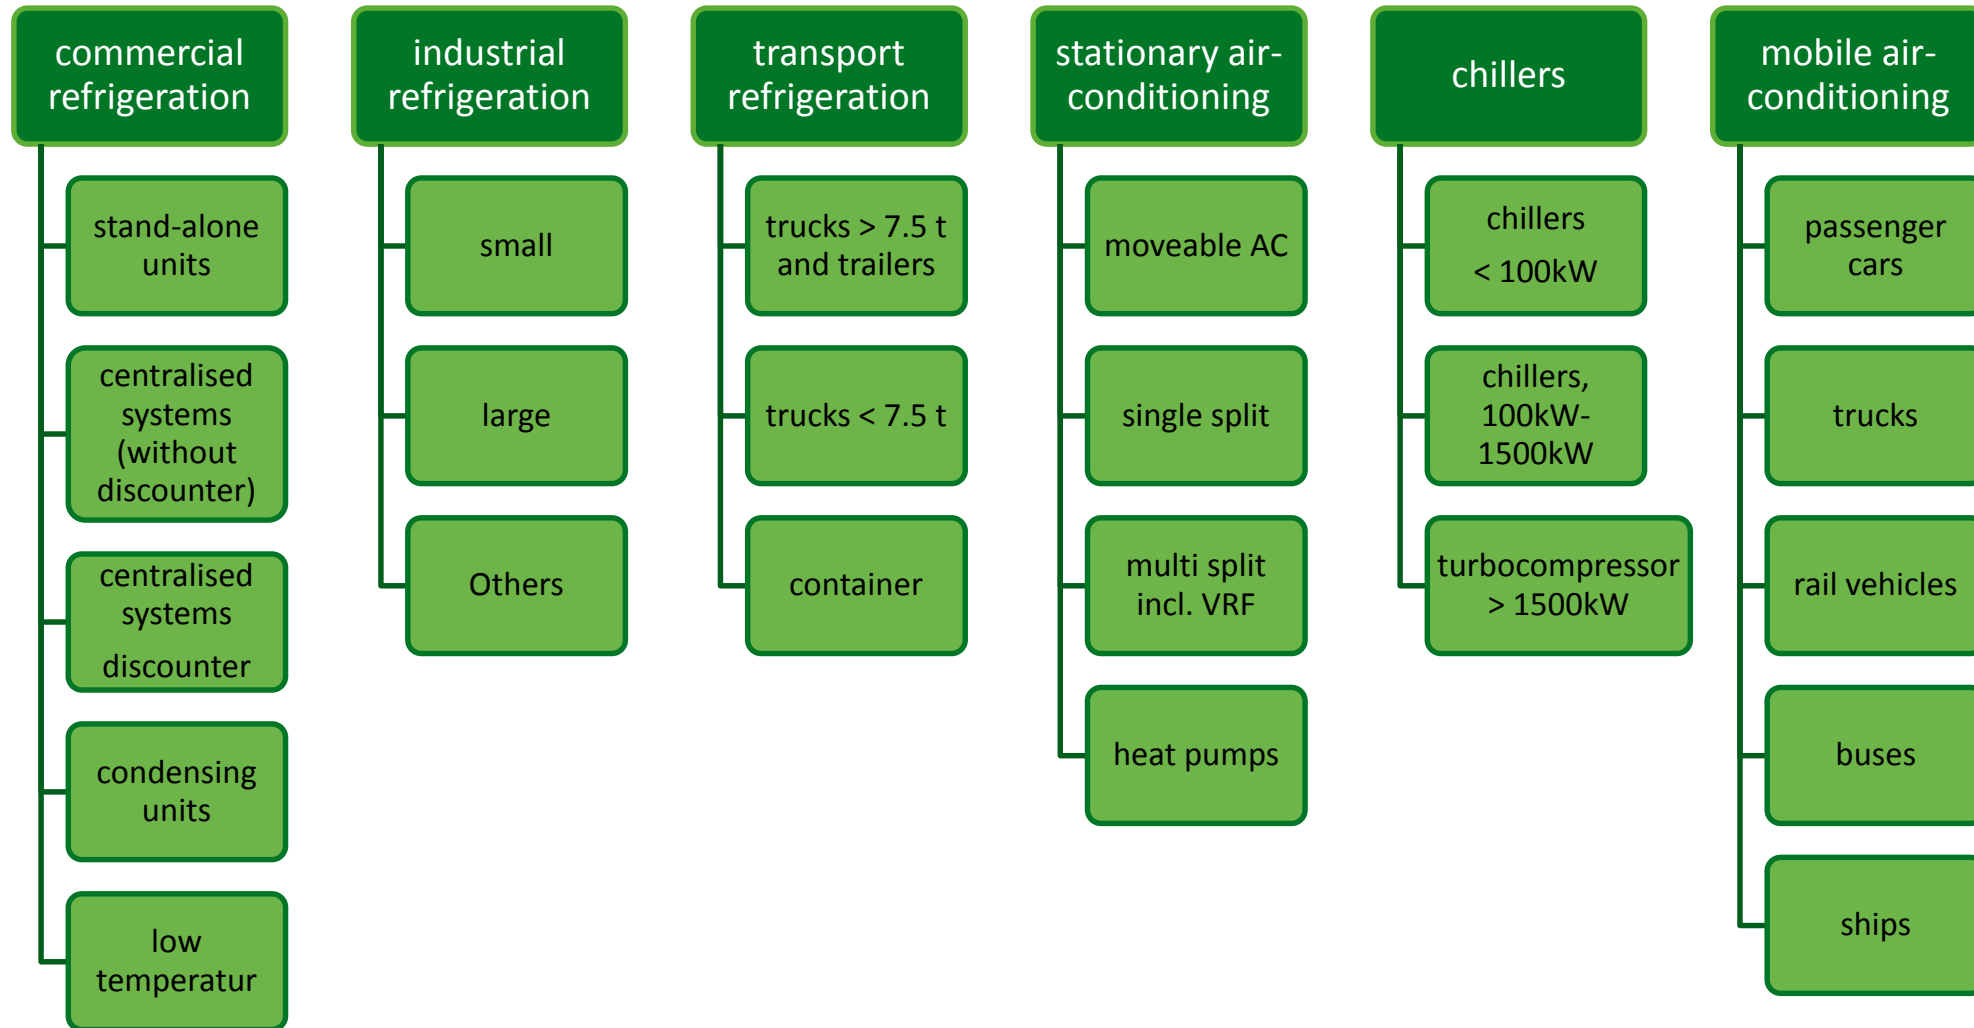 commercial
refrigeration
stand-alone
units
centralised
systems
(without
discounter)
centralised
systems
discounter
condensing
units
low
temperatur
industrial
refrigeration
small
large
Others
transport
refrigeration
trucks > 7.5 t
and trailers
trucks < 7.5 t
container
stationary air-
conditioning
moveable AC
single split
multi split
incl. VRF
heat pumps
chillers
chillers
< 100kW
chillers,
100kW-
1500kW
turbocompressor
> 1500kW
mobile air-
conditioning
passenger
cars
trucks
rail vehicles
buses
ships